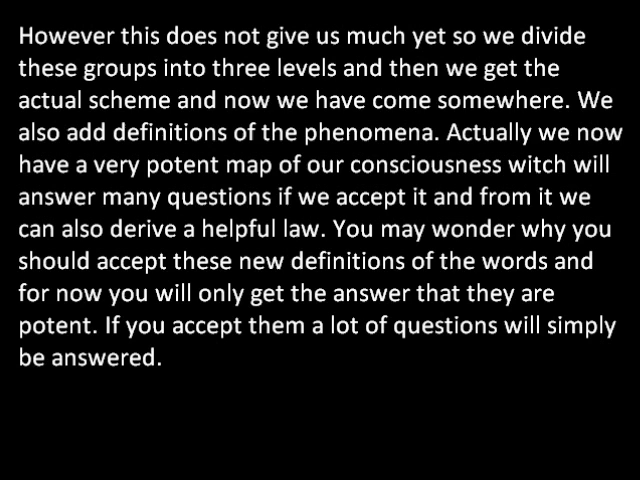 However this does not give us much yet so we divide
these groups into three levels and then we get the
actual scheme and now we have come somewhere. We
also add definitions of the phenomena. Actually we now
have a very potent map of our consciousness witch will
answer many questions if we accept it and from it we
can also derive a helpful law. You may wonder why you
should accept these new definitions of the words and
for now you will only get the answer that they are
potent. If you accept them a lot of questions will simply
be answered.